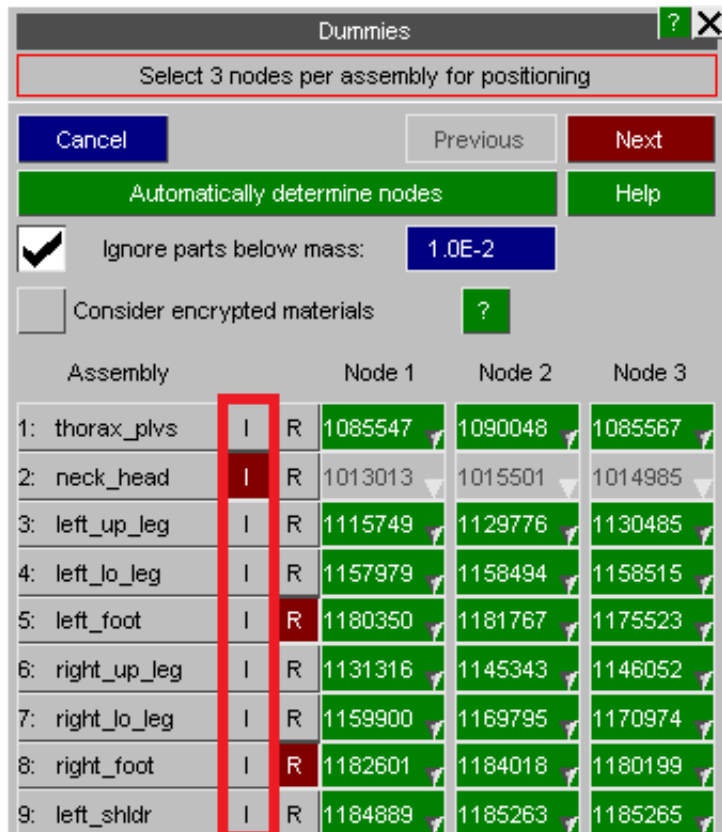 Dummies ? X
Select 3 nodes per assembly for positioning
Cancel Previous Next
Automatically determine nodes Help
Ignore parts below mass: 1.0E-2
Consider encrypted materials ?
Assembly Node 1 Node 2 Node 3
1: thorax_plvs I R 1085547 1090048 1085567
2: neck_head I R 1013013 1015501 1014985
3: left_up_leg I R 1115749 1129776 1130485
4: left_lo_leg I R 1157979 1158494 1158515
5: left_foot I R 1180350 1181767 1175523
6: right_up_leg I R 1131316 1145343 1146052
7: right_lo_leg I R 1159900 1169795 1170974
8: right_foot I R 1182601 1184018 1180199
9: left_shldr I R 1184889 1185263 1185265